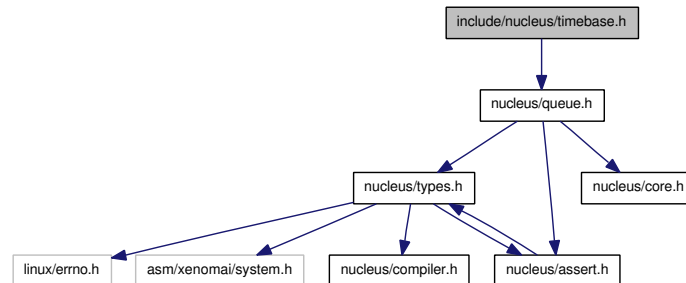 include/nucleus/timebase.h
nucleus/queue.h
nucleus/types.h
nucleus/core.h
linux/errno.h
asm/xenomai/system.h
nucleus/compiler.h
nucleus/assert.h